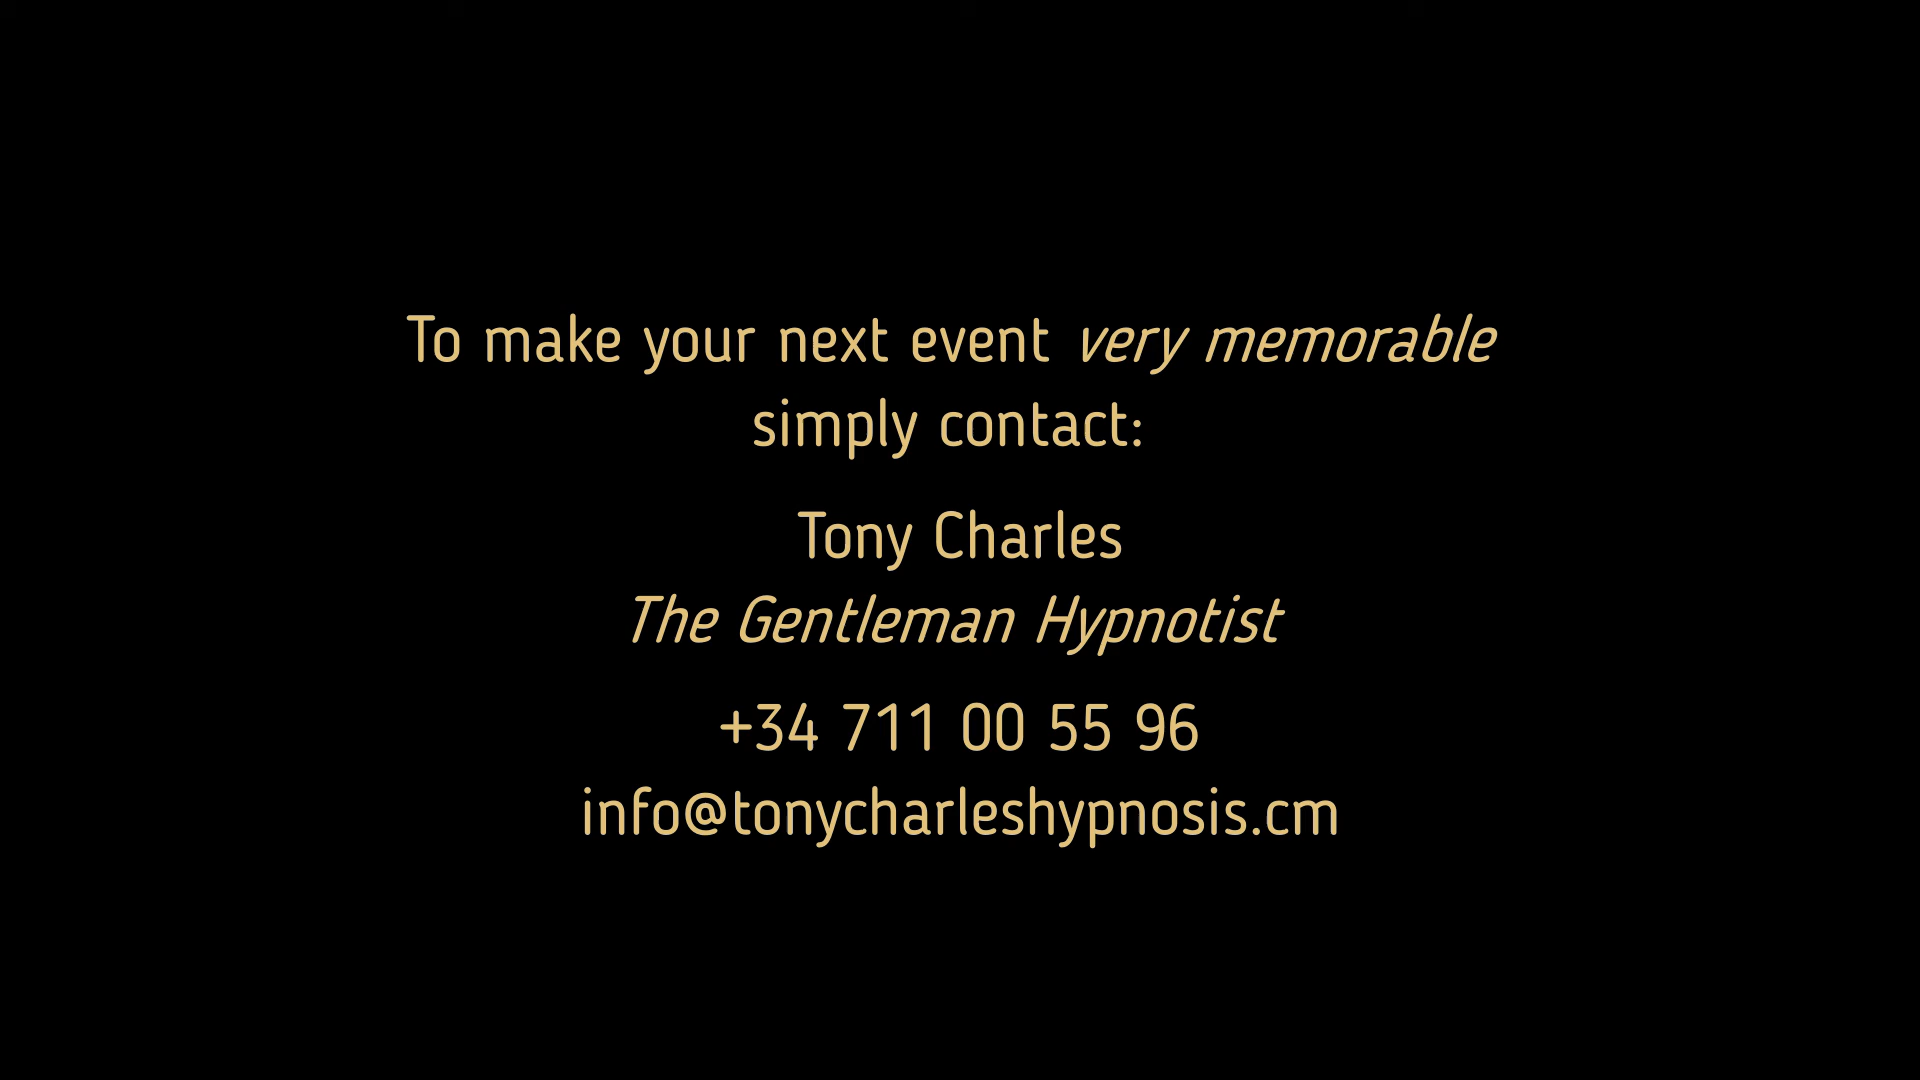 To make your next event very memorable
simply contact:
Tony Charles
The Gentleman Hypnotist
+34 711 00 55 96
info@tonycharleshypnosis.cm